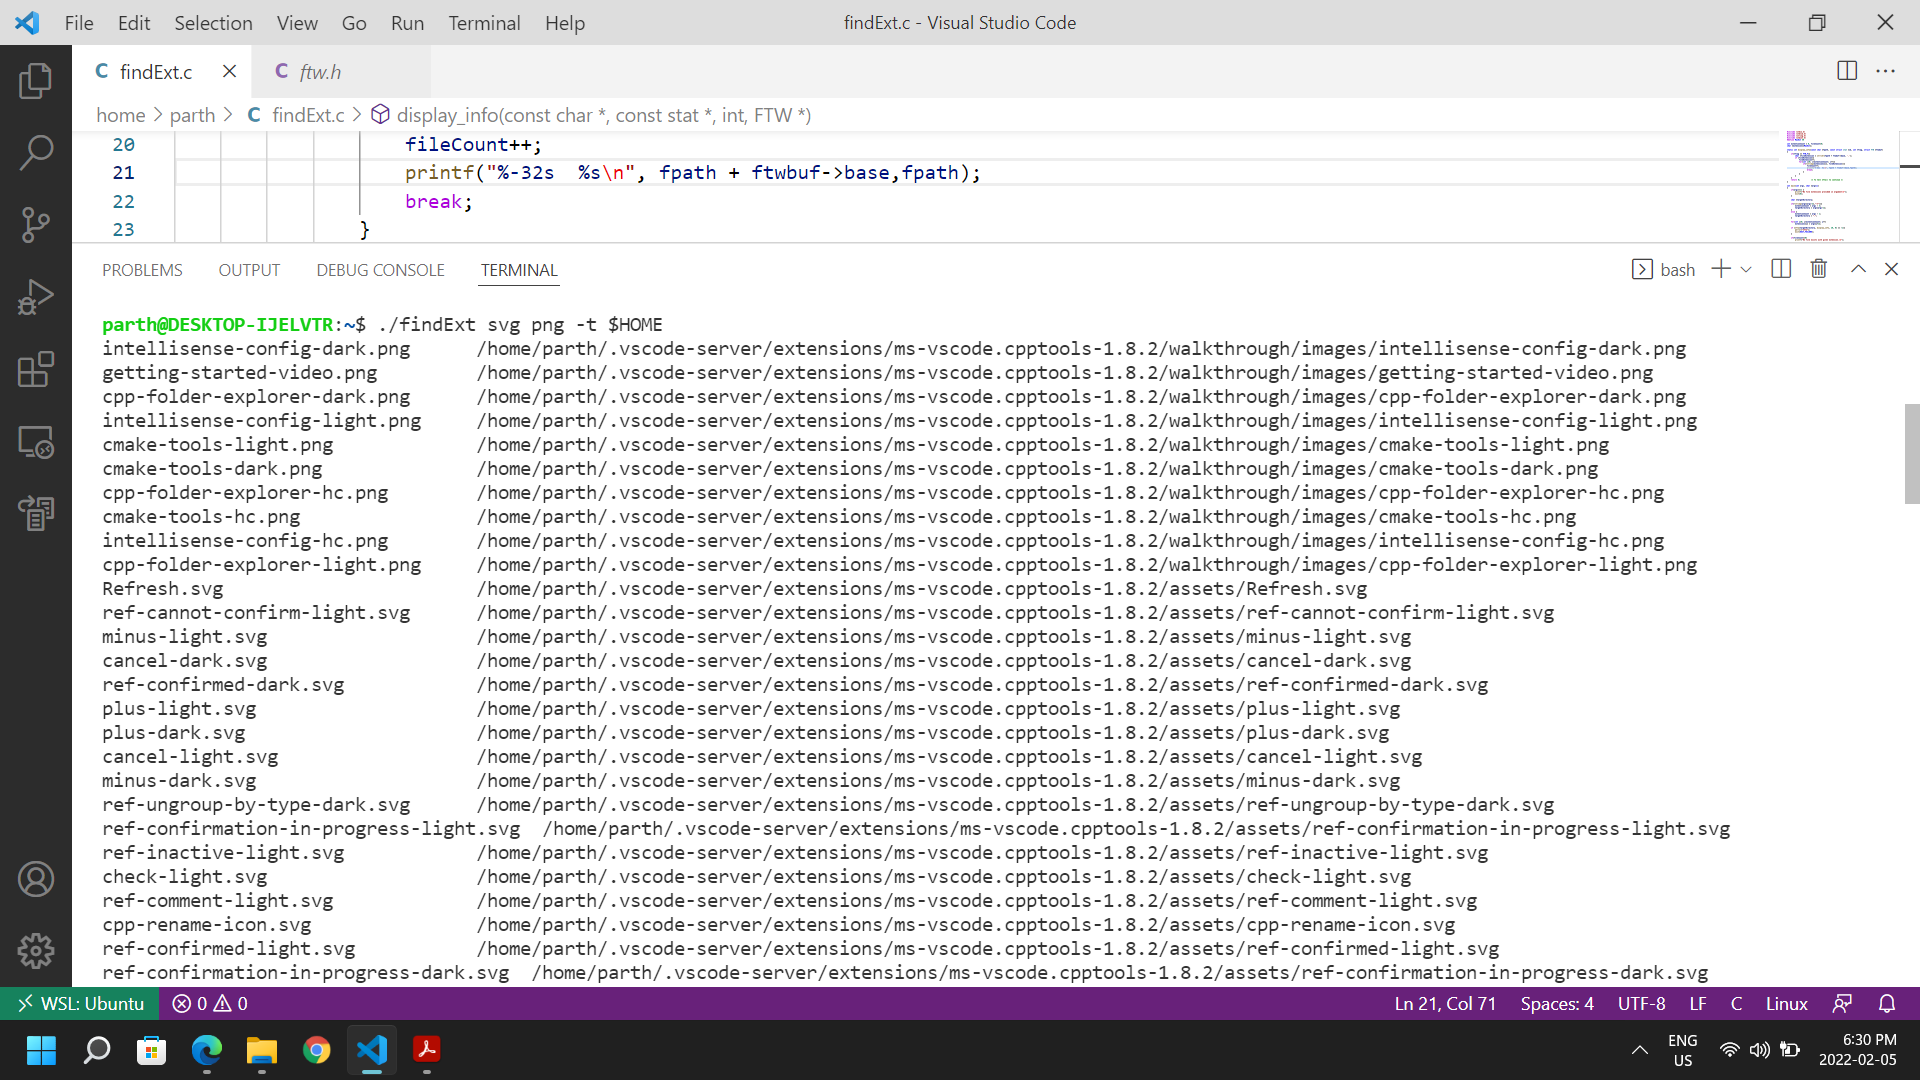 File Edit Selection View Go Run Terminal Help findExt.c - Visual Studio Code
C findExt.c C ftw.h
home > parth > C findExt.c > display_info(const char *, const stat *, int, FTW *)
20 fileCount++;
21 printf("%-32s  %s\n", fpath + ftwbuf->base,fpath);
22 break;
23 }
PROBLEMS OUTPUT DEBUG CONSOLE TERMINAL bash
parth@DESKTOP-IJELVTR:~$ ./findExt svg png -t $HOME
intellisense-config-dark.png /home/parth/.vscode-server/extensions/ms-vscode.cpptools-1.8.2/walkthrough/images/intellisense-config-dark.png
getting-started-video.png /home/parth/.vscode-server/extensions/ms-vscode.cpptools-1.8.2/walkthrough/images/getting-started-video.png
cpp-folder-explorer-dark.png /home/parth/.vscode-server/extensions/ms-vscode.cpptools-1.8.2/walkthrough/images/cpp-folder-explorer-dark.png
intellisense-config-light.png /home/parth/.vscode-server/extensions/ms-vscode.cpptools-1.8.2/walkthrough/images/intellisense-config-light.png
cmake-tools-light.png /home/parth/.vscode-server/extensions/ms-vscode.cpptools-1.8.2/walkthrough/images/cmake-tools-light.png
cmake-tools-dark.png /home/parth/.vscode-server/extensions/ms-vscode.cpptools-1.8.2/walkthrough/images/cmake-tools-dark.png
cpp-folder-explorer-hc.png /home/parth/.vscode-server/extensions/ms-vscode.cpptools-1.8.2/walkthrough/images/cpp-folder-explorer-hc.png
cmake-tools-hc.png /home/parth/.vscode-server/extensions/ms-vscode.cpptools-1.8.2/walkthrough/images/cmake-tools-hc.png
intellisense-config-hc.png /home/parth/.vscode-server/extensions/ms-vscode.cpptools-1.8.2/walkthrough/images/intellisense-config-hc.png
cpp-folder-explorer-light.png /home/parth/.vscode-server/extensions/ms-vscode.cpptools-1.8.2/walkthrough/images/cpp-folder-explorer-light.png
Refresh.svg /home/parth/.vscode-server/extensions/ms-vscode.cpptools-1.8.2/assets/Refresh.svg
ref-cannot-confirm-light.svg /home/parth/.vscode-server/extensions/ms-vscode.cpptools-1.8.2/assets/ref-cannot-confirm-light.svg
minus-light.svg /home/parth/.vscode-server/extensions/ms-vscode.cpptools-1.8.2/assets/minus-light.svg
cancel-dark.svg /home/parth/.vscode-server/extensions/ms-vscode.cpptools-1.8.2/assets/cancel-dark.svg
ref-confirmed-dark.svg /home/parth/.vscode-server/extensions/ms-vscode.cpptools-1.8.2/assets/ref-confirmed-dark.svg
plus-light.svg /home/parth/.vscode-server/extensions/ms-vscode.cpptools-1.8.2/assets/plus-light.svg
plus-dark.svg /home/parth/.vscode-server/extensions/ms-vscode.cpptools-1.8.2/assets/plus-dark.svg
cancel-light.svg /home/parth/.vscode-server/extensions/ms-vscode.cpptools-1.8.2/assets/cancel-light.svg
minus-dark.svg /home/parth/.vscode-server/extensions/ms-vscode.cpptools-1.8.2/assets/minus-dark.svg
ref-ungroup-by-type-dark.svg /home/parth/.vscode-server/extensions/ms-vscode.cpptools-1.8.2/assets/ref-ungroup-by-type-dark.svg
ref-confirmation-in-progress-light.svg /home/parth/.vscode-server/extensions/ms-vscode.cpptools-1.8.2/assets/ref-confirmation-in-progress-light.svg
ref-inactive-light.svg /home/parth/.vscode-server/extensions/ms-vscode.cpptools-1.8.2/assets/ref-inactive-light.svg
check-light.svg /home/parth/.vscode-server/extensions/ms-vscode.cpptools-1.8.2/assets/check-light.svg
ref-comment-light.svg /home/parth/.vscode-server/extensions/ms-vscode.cpptools-1.8.2/assets/ref-comment-light.svg
cpp-rename-icon.svg /home/parth/.vscode-server/extensions/ms-vscode.cpptools-1.8.2/assets/cpp-rename-icon.svg
ref-confirmed-light.svg /home/parth/.vscode-server/extensions/ms-vscode.cpptools-1.8.2/assets/ref-confirmed-light.svg
ref-confirmation-in-progress-dark.svg /home/parth/.vscode-server/extensions/ms-vscode.cpptools-1.8.2/assets/ref-confirmation-in-progress-dark.svg
WSL: Ubuntu 0 0 Ln 21, Col 71 Spaces: 4 UTF-8 LF C Linux
ENG 6:30 PM
US 2022-02-05